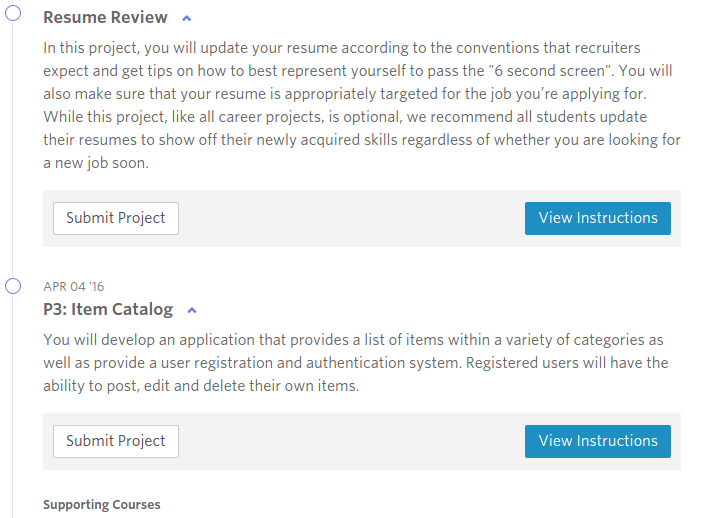 Resume Review
In this project, you will update your resume according to the conventions that recruiters
expect and get tips on how to best represent yourself to pass the "6 second screen". You will
also make sure that your resume is appropriately targeted for the job you’re applying for.
While this project, like all career projects, is optional, we recommend all students update
their resumes to show off their newly acquired skills regardless of whether you are looking for
a new job soon.
Submit Project
View Instructions
APR 04 '16
P3: Item Catalog
You will develop an application that provides a list of items within a variety of categories as
well as provide a user registration and authentication system. Registered users will have the
ability to post, edit and delete their own items.
Submit Project
View Instructions
Supporting Courses